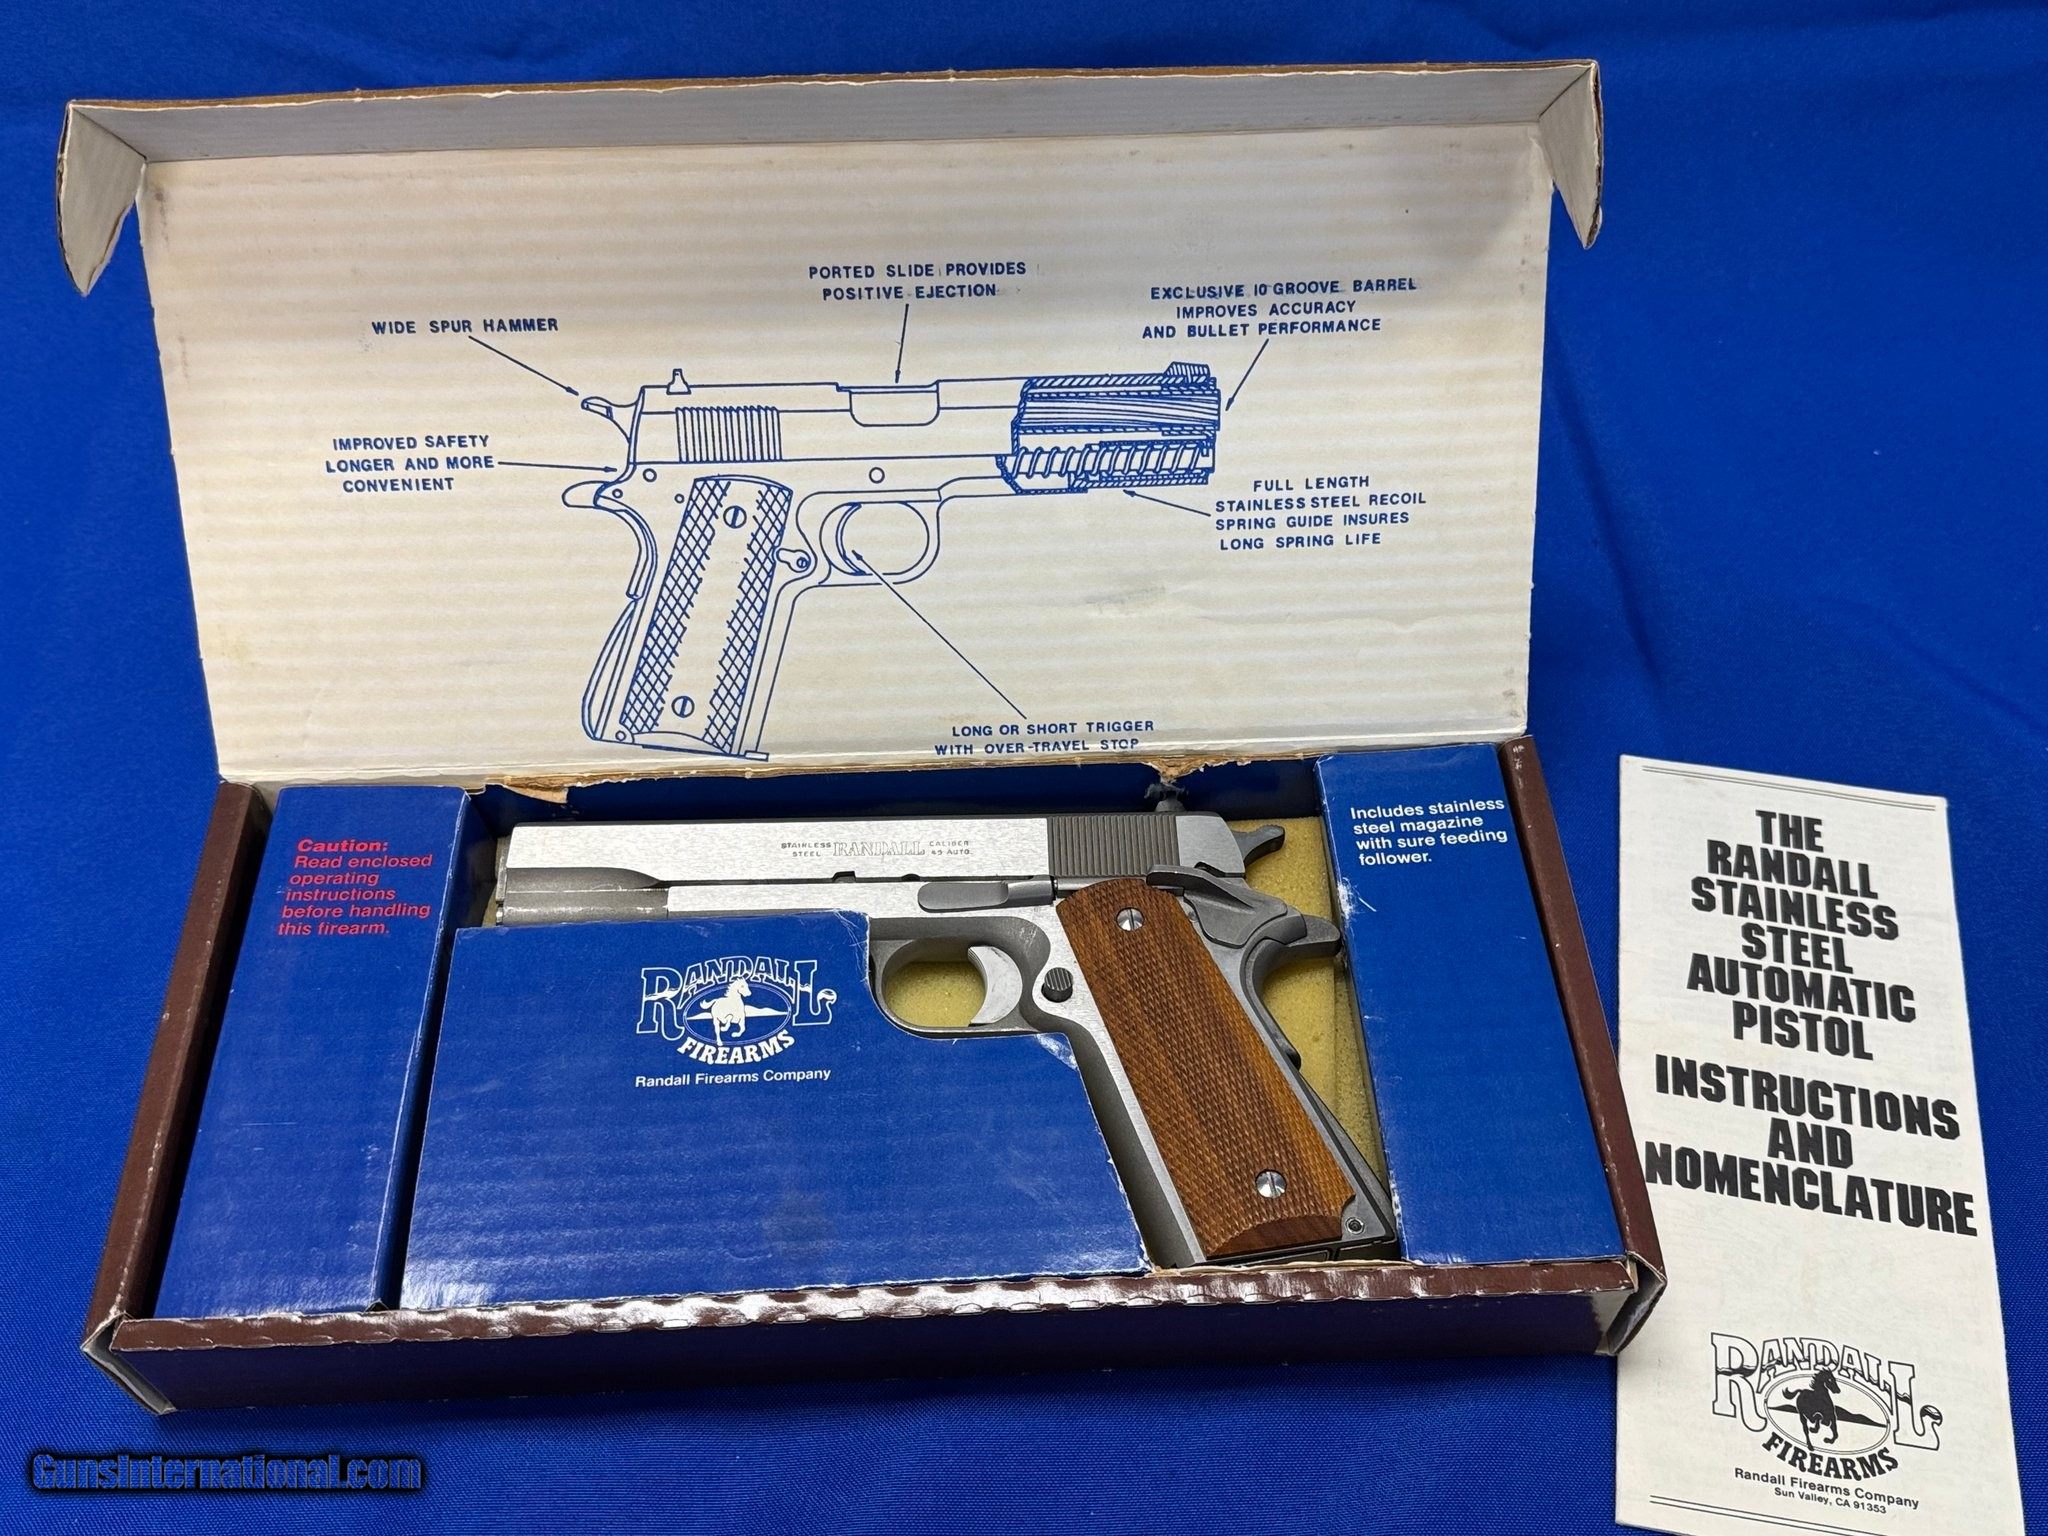 PORTED SLIDE PROVIDES
POSITIVE EJECTION
EXCLUSIVE 10 GROOVE BARREL
IMPROVES ACCURACY
AND BULLET PERFORMANCE
WIDE SPUR HAMMER
IMPROVED SAFETY
LONGER AND MORE
CONVENIENT
FULL LENGTH
STAINLESS STEEL RECOIL
SPRING GUIDE INSURES
LONG SPRING LIFE
LONG OR SHORT TRIGGER
WITH OVER-TRAVEL STOP
Caution:
Read enclosed
operating
instructions
before handling
this firearm.
STAINLESS
STEEL
RANDALL
CALIBER
45 AUTO.
Includes stainless
steel magazine
with sure feeding
follower.
RANDALL
FIREARMS
Randall Firearms Company
THE
RANDALL
STAINLESS
STEEL
AUTOMATIC
PISTOL
INSTRUCTIONS
AND
NOMENCLATURE
RANDALL
FIREARMS
Randall Firearms Company
Sun Valley, CA 91353
GunsInternational.com